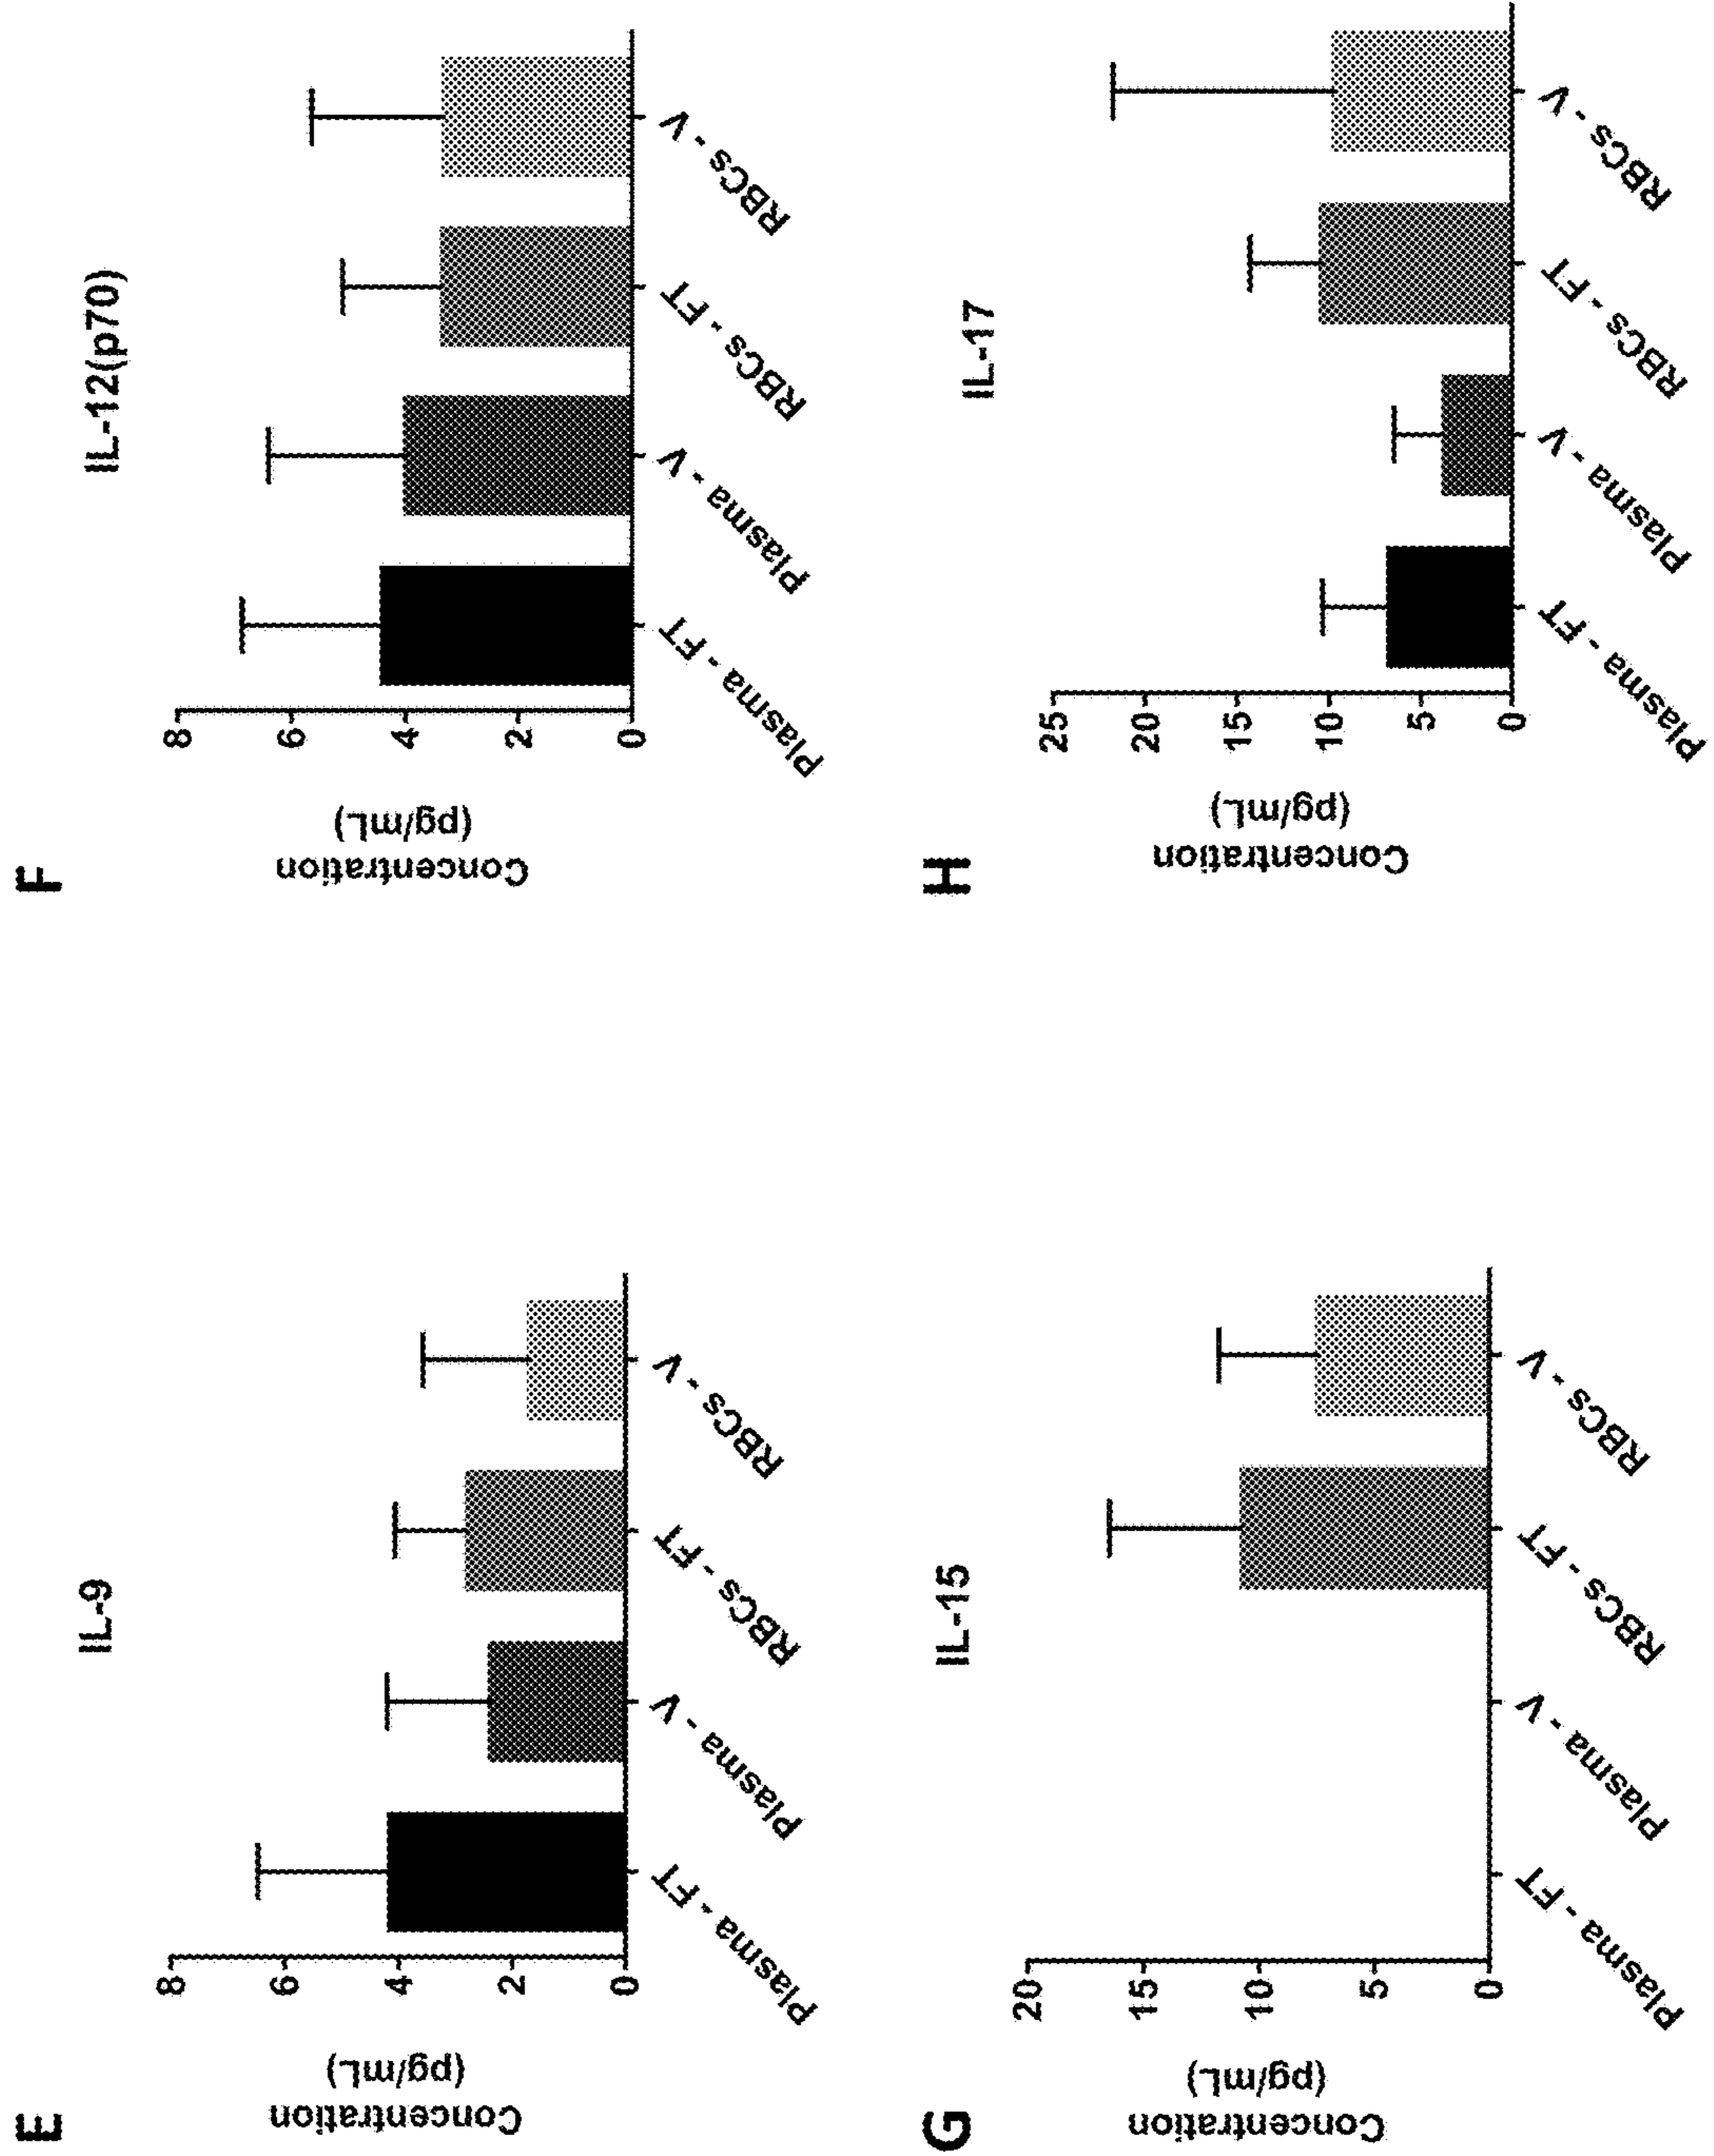 E
IL-9
Concentration
(pg/mL)
8
6
4
2
0
Plasma - FT
Plasma - V
RBCs - FT
RBCs - V
F
IL-12(p70)
Concentration
(pg/mL)
8
6
4
2
0
Plasma - FT
Plasma - V
RBCs - FT
RBCs - V
G
IL-15
Concentration
(pg/mL)
20
15
10
5
0
Plasma - FT
Plasma - V
RBCs - FT
RBCs - V
H
IL-17
Concentration
(pg/mL)
25
20
15
10
5
0
Plasma - FT
Plasma - V
RBCs - FT
RBCs - V